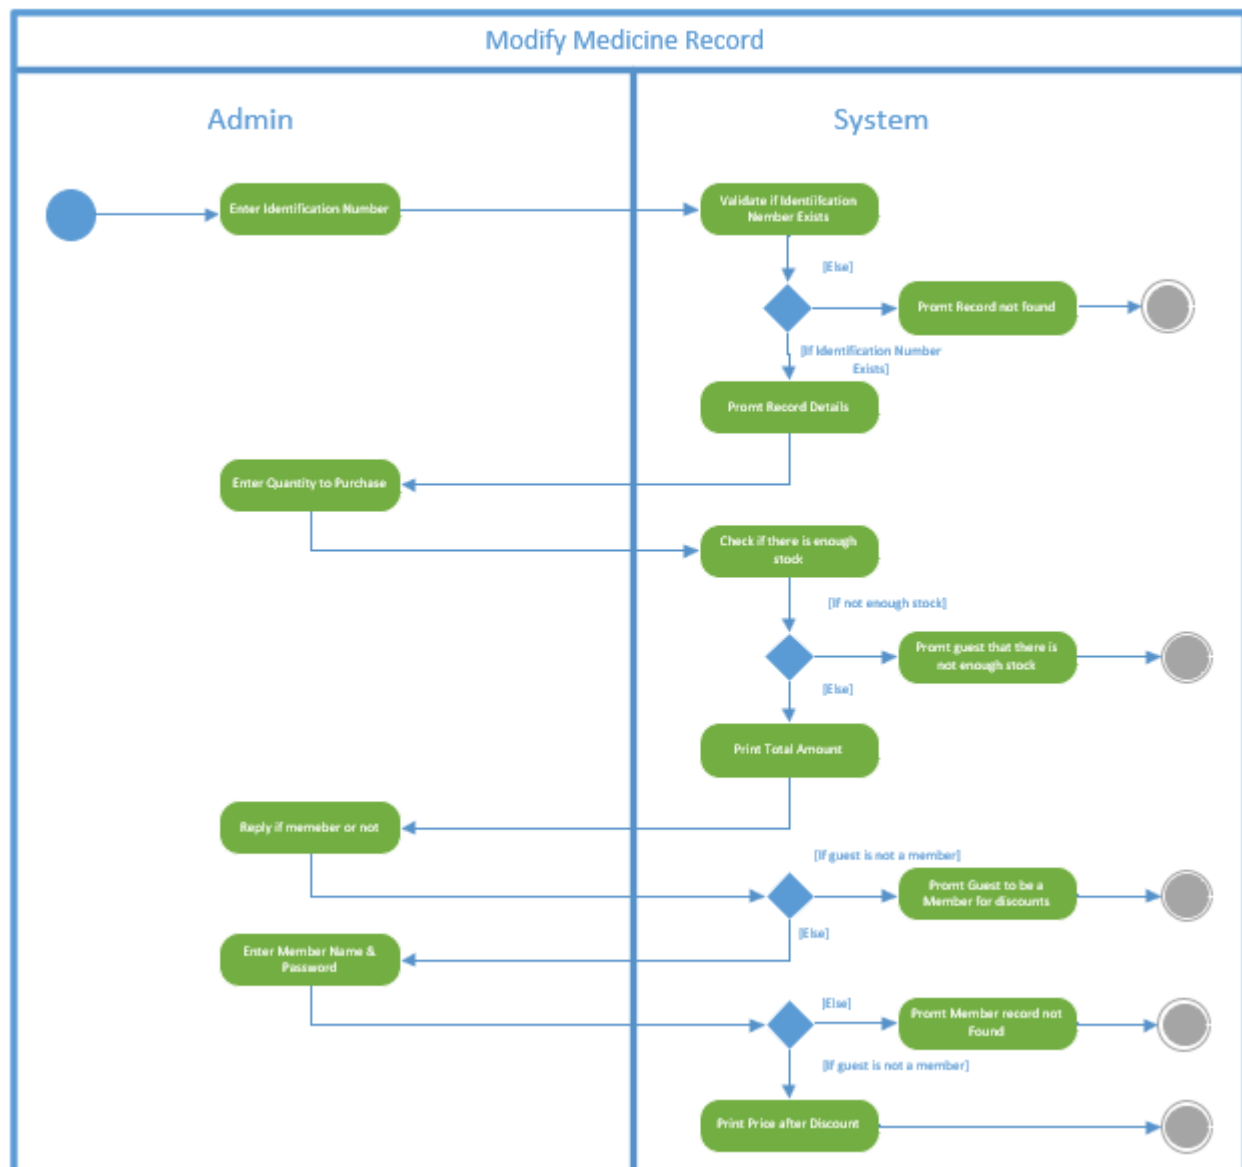 Modify Medicine Record
Admin
System
Enter Identification Number
Validate if Identiifcation
Nember Exists
[Else]
Promt Record not found
[If Identification Number
Exists]
Promt Record Details
Enter Quantity to Purchase
Check if there is enough
stock
[If not enough stock]
Promt guest that there is
not enough stock
[Else]
Print Total Amount
Reply if memeber or not
[If guest is not a member]
Promt Guest to be a
Member for discounts
[Else]
Enter Member Name &
Password
[Else]
Promt Member record not
Found
[If guest is not a member]
Print Price after Discount